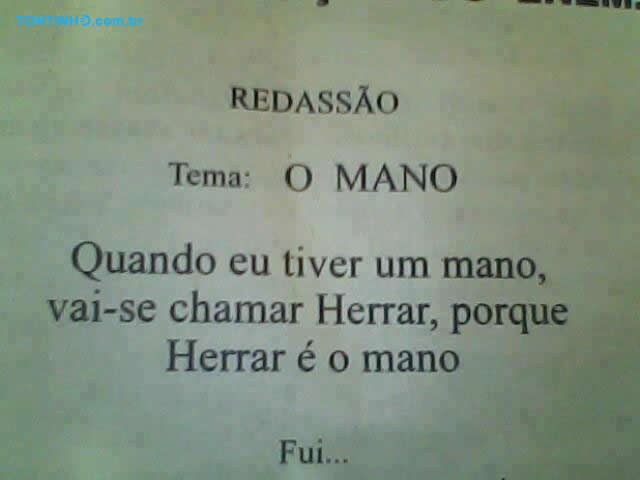 TONTINHO.com.br
REDASSÃO
Tema: O MANO
Quando eu tiver um mano,
vai-se chamar Herrar, porque
Herrar é o mano
Fui...